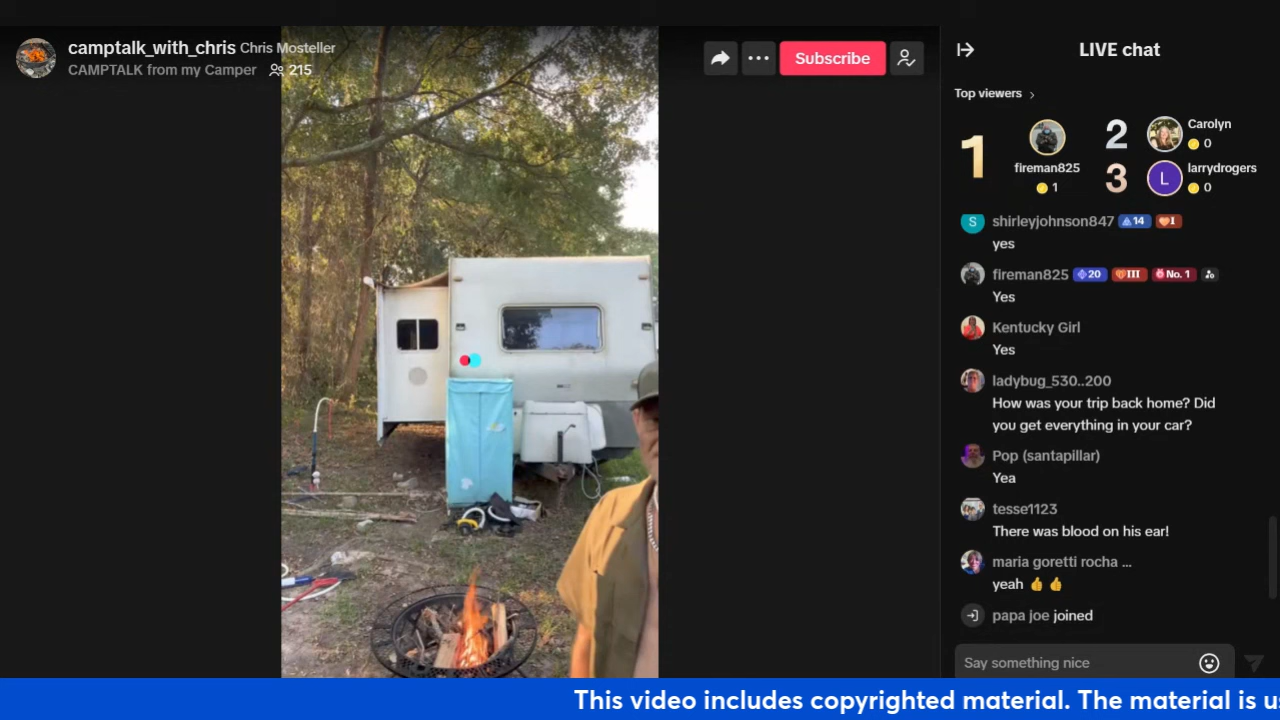 camptalk_with_chris Chris Mosteller
CAMPTALK from my Camper 215
Subscribe
LIVE chat
Top viewers
1
fireman825
1
2
Carolyn
0
3
L
larrydrogers
0
S shirleyjohnson847 14 I
yes
fireman825 20 III No. 1
Yes
Kentucky Girl
Yes
ladybug_530..200
How was your trip back home? Did
you get everything in your car?
Pop (santapillar)
Yea
tesse1123
There was blood on his ear!
maria goretti rocha ...
yeah 👍 👍
papa joe joined
Say something nice
This video includes copyrighted material. The material is u